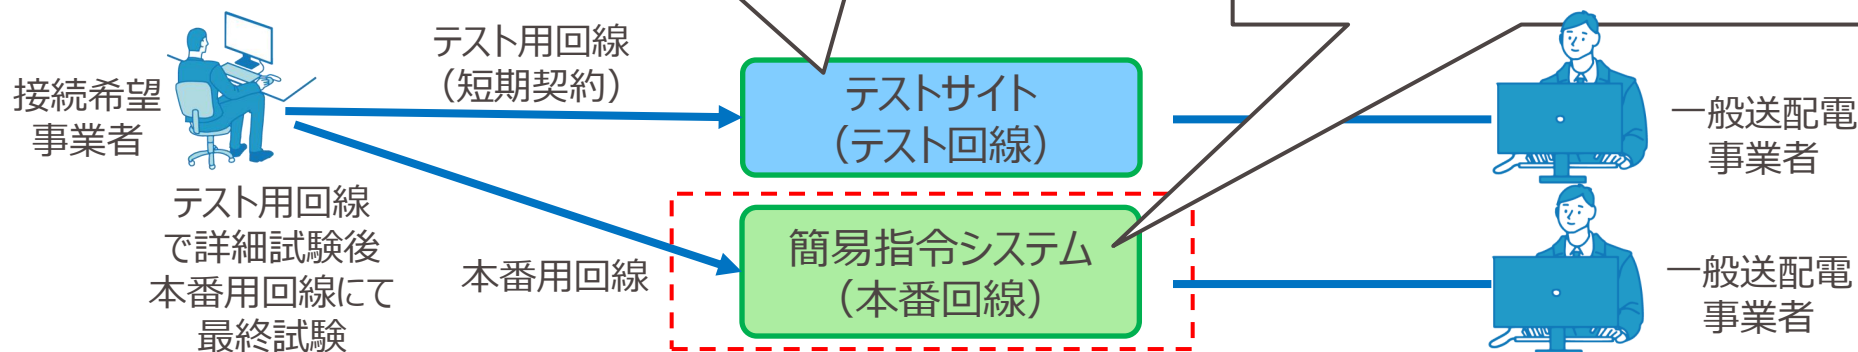 接続希望
事業者
テスト用回線
(短期契約)
テスト用回線
で詳細試験後
本番用回線にて
最終試験
本番用回線
テストサイト
(テスト回線)
簡易指令システム
(本番回線)
一般送配電
事業者
一般送配電
事業者